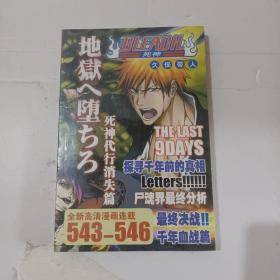 BLEACH
死神
久保帶人
地獄へ堕ちろ
死神代行消失篇
THE LAST
9DAYS
探寻千年前的真相
Letters!!!!!!
尸魂界最终分析
全新高清漫画连载
543-546
最终决战!!
千年血战篇